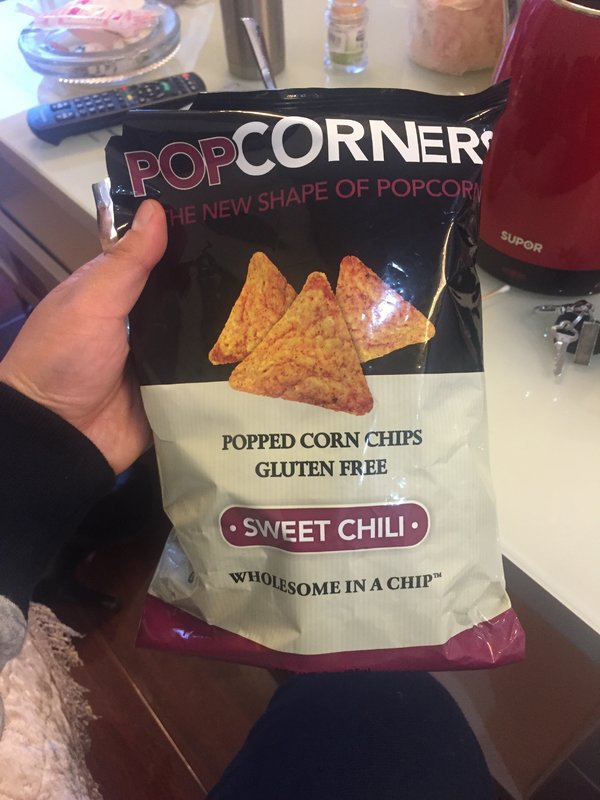 POPCORNERS
THE NEW SHAPE OF POPCORN
SUPOR
POPPED CORN CHIPS
GLUTEN FREE
• SWEET CHILI •
WHOLESOME IN A CHIP™